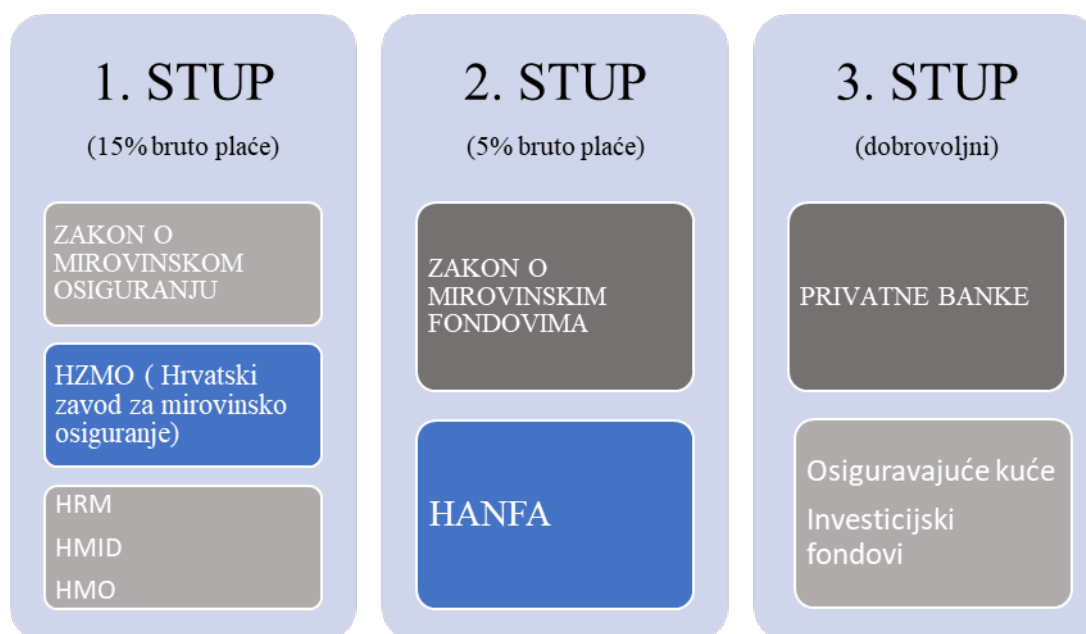 1. STUP
(15% bruto plaće)
ZAKON O
MIROVINSKOM
OSIGURANJU
HZMO ( Hrvatski
zavod za mirovinsko
osiguranje)
HRM
HMID
HMO
2. STUP
(5% bruto plaće)
ZAKON O
MIROVINSKIM
FONDOVIMA
HANFA
3. STUP
(dobrovoljni)
PRIVATNE BANKE
Osiguravajuće kuće
Investicijski
fondovi